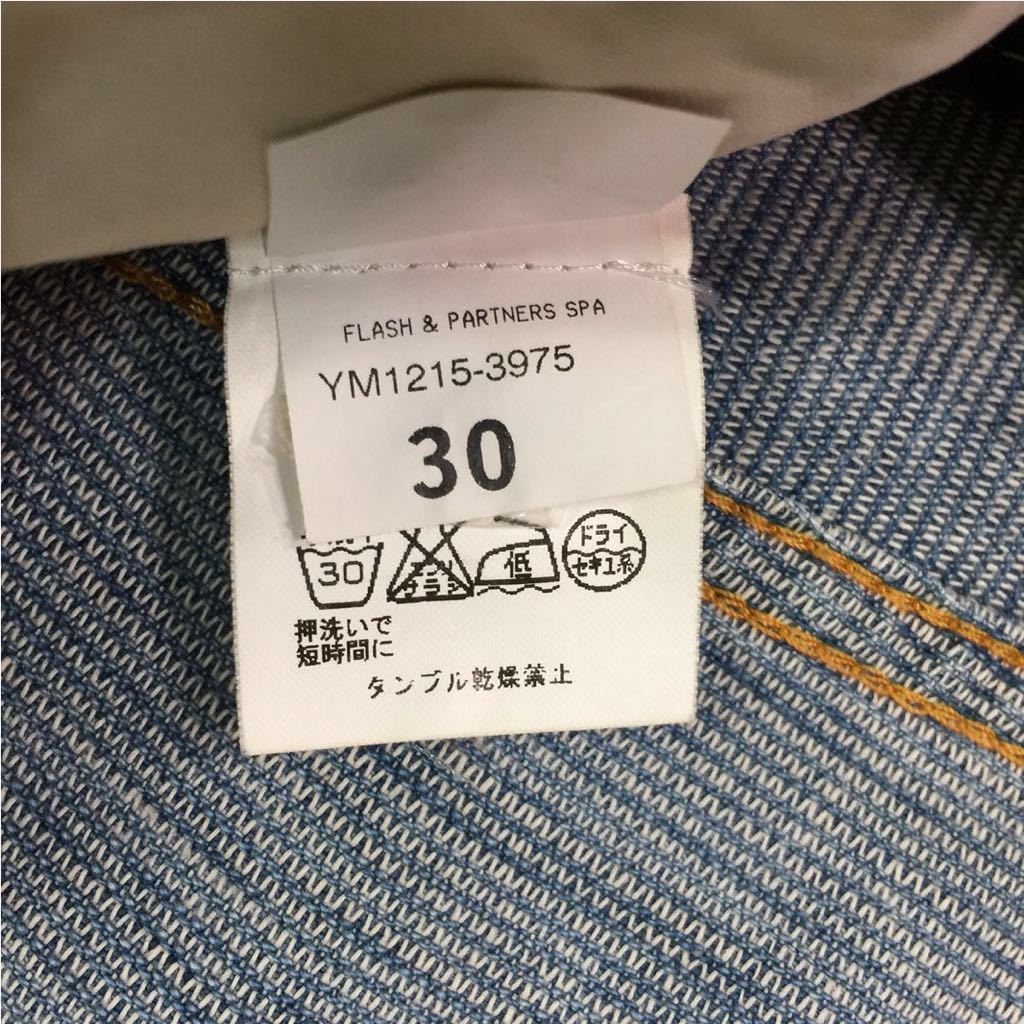 FLASH & PARTNERS SPA
YM1215-3975
30
30
低
ドライ
セキユ系
押洗いで
短時間に
タンブル乾燥禁止